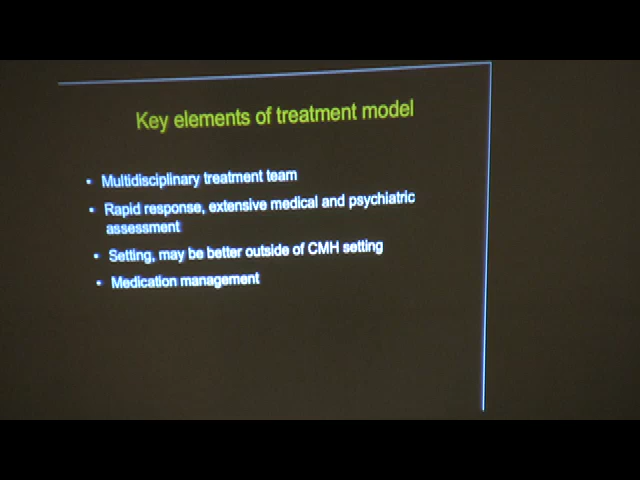 Key elements of treatment model
• Multidisciplinary treatment team
• Rapid response, extensive medical and psychiatric
assessment
• Setting, may be better outside of CMH setting
• Medication management